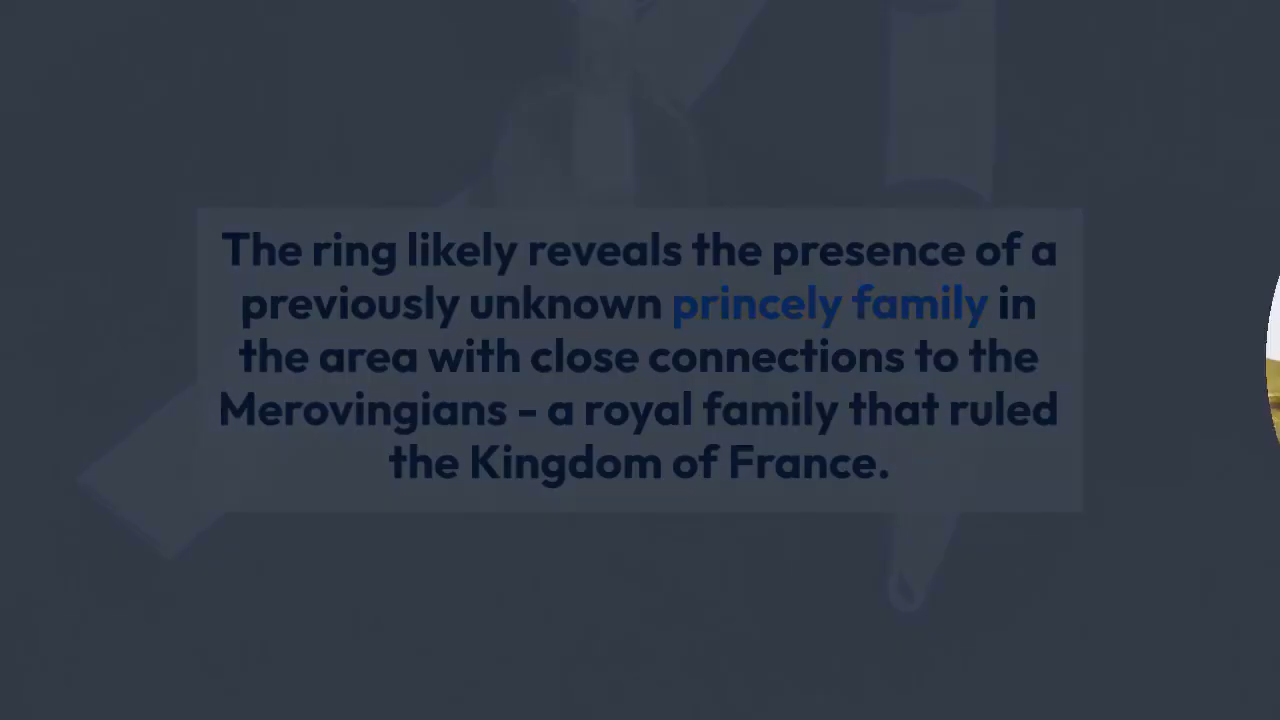 The ring likely reveals the presence of a
previously unknown princely family in
the area with close connections to the
Merovingians - a royal family that ruled
the Kingdom of France.